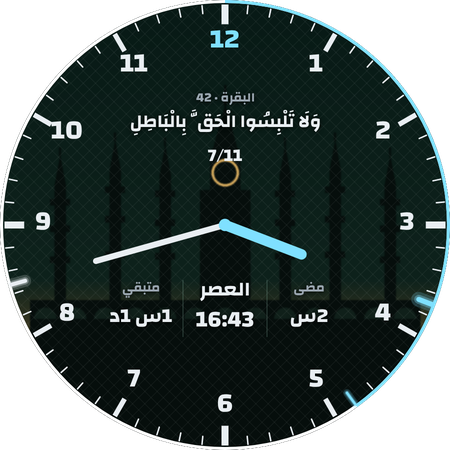 12
11
1
البقرة · 42
وَلَا تَلْبِسُوا الْحَقَّ بِالْبَاطِلِ
10
2
7/11
9
3
متبقي
العصر
مضى
8
1س 1د
16:43
2س
4
7
5
6